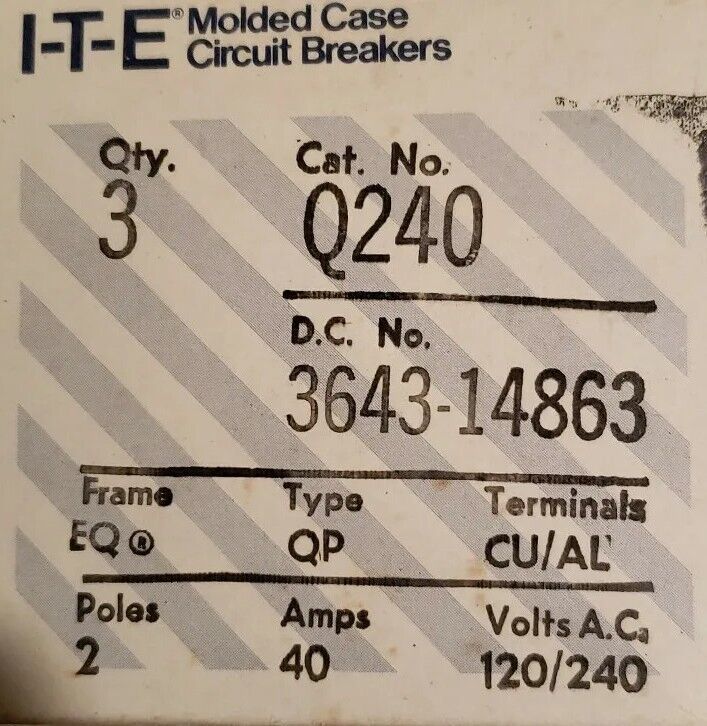 I-T-E® Molded Case
Circuit Breakers
Qty. Cat. No.
3 Q240
D.C. No.
3643-14863
Frame Type Terminals
EQ® QP CU/AL
Poles Amps Volts A.C.
2 40 120/240